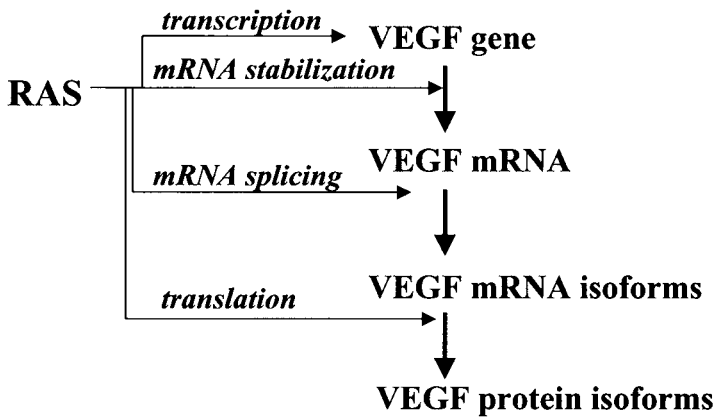 transcription
VEGF gene
mRNA stabilization
RAS
VEGF mRNA
mRNA splicing
VEGF mRNA isoforms
translation
VEGF protein isoforms